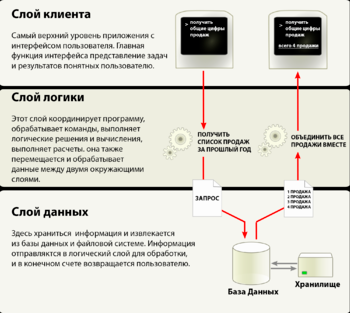 Слой клиента
Самый верхний уровень приложения с
интерфейсом пользователя. Главная
функция интерфейса представление задач
и результатов понятных пользователю.
> получить
общие цифры
продаж
> получить
общие цифры
продаж
всего 4 продажи
Слой логики
Этот слой координирует программу,
обрабатывает команды, выполняет
логические решения и вычисления,
выполняет расчеты. она также
перемещается и обрабатывает
данные между двумя окружающими
слоями.
ПОЛУЧИТЬ
СПИСОК ПРОДАЖ
ЗА ПРОШЛЫЙ ГОД
ОБЪЕДИНИТЬ ВСЕ
ПРОДАЖИ ВМЕСТЕ
ЗАПРОС
1 ПРОДАЖА
2 ПРОДАЖА
3 ПРОДАЖА
4 ПРОДАЖА
Слой данных
Здесь храниться информация и извлекается
из базы данных и файловой системе. Информация
отправляются в логический слой для обработки,
и в конечном счете возвращается пользователю.
База Данных
Хранилище